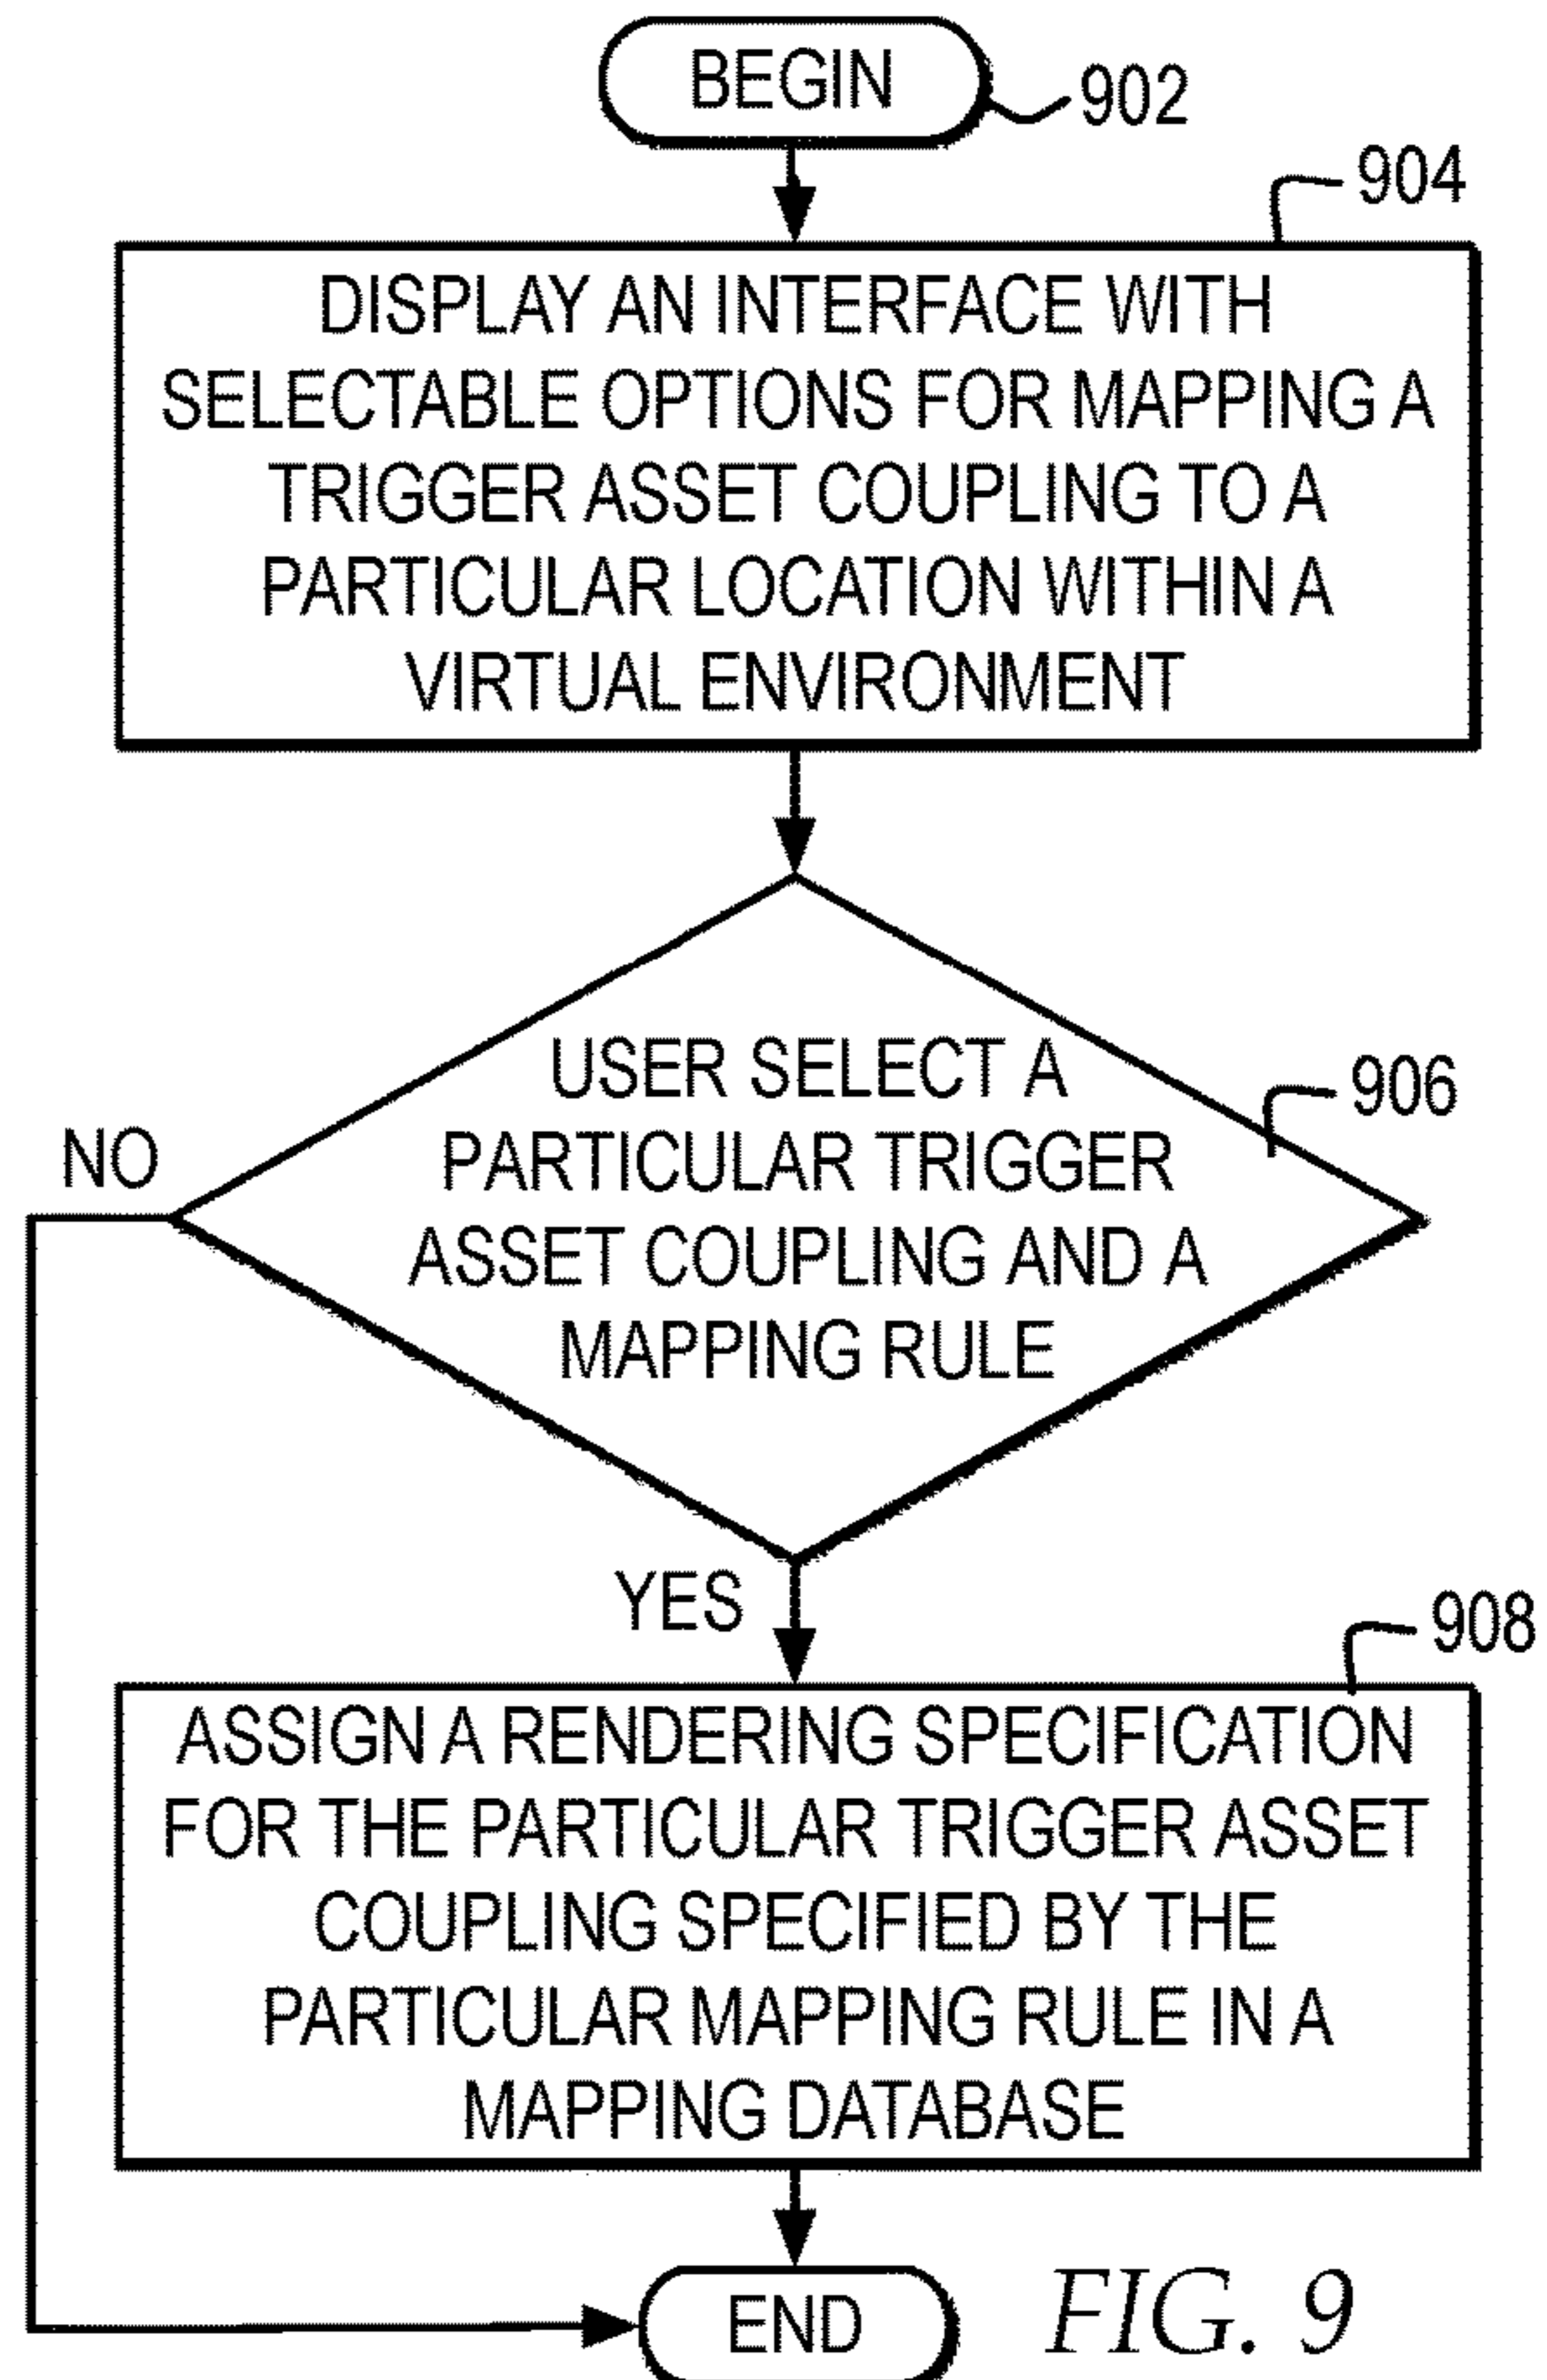 BEGIN
902
904
DISPLAY AN INTERFACE WITH
SELECTABLE OPTIONS FOR MAPPING A
TRIGGER ASSET COUPLING TO A
PARTICULAR LOCATION WITHIN A
VIRTUAL ENVIRONMENT
USER SELECT A
PARTICULAR TRIGGER
ASSET COUPLING AND A
MAPPING RULE
906
NO
YES
908
ASSIGN A RENDERING SPECIFICATION
FOR THE PARTICULAR TRIGGER ASSET
COUPLING SPECIFIED BY THE
PARTICULAR MAPPING RULE IN A
MAPPING DATABASE
END
FIG. 9